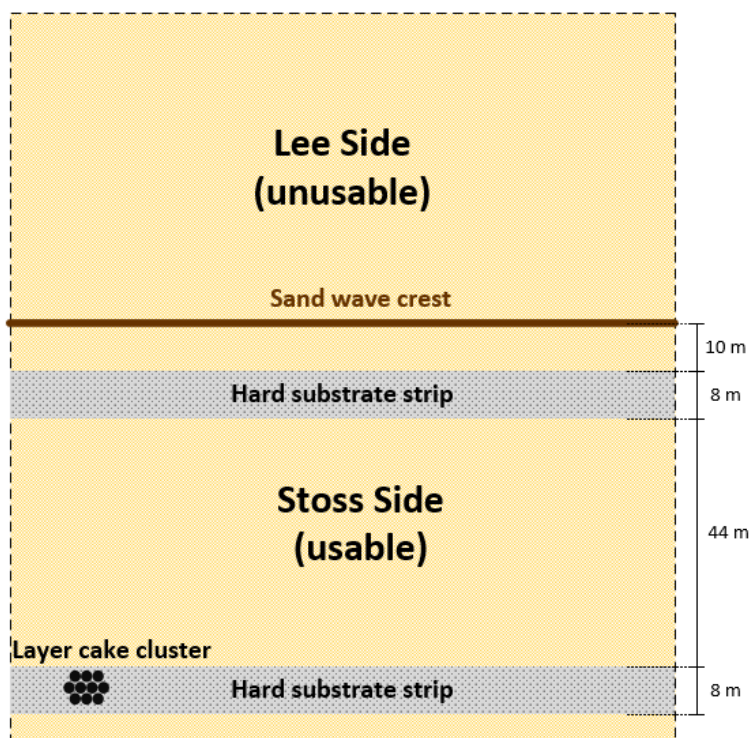 Lee Side
(unusable)
Sand wave crest
10 m
Hard substrate strip
8 m
Stoss Side
(usable)
44 m
Layer cake cluster
Hard substrate strip
8 m